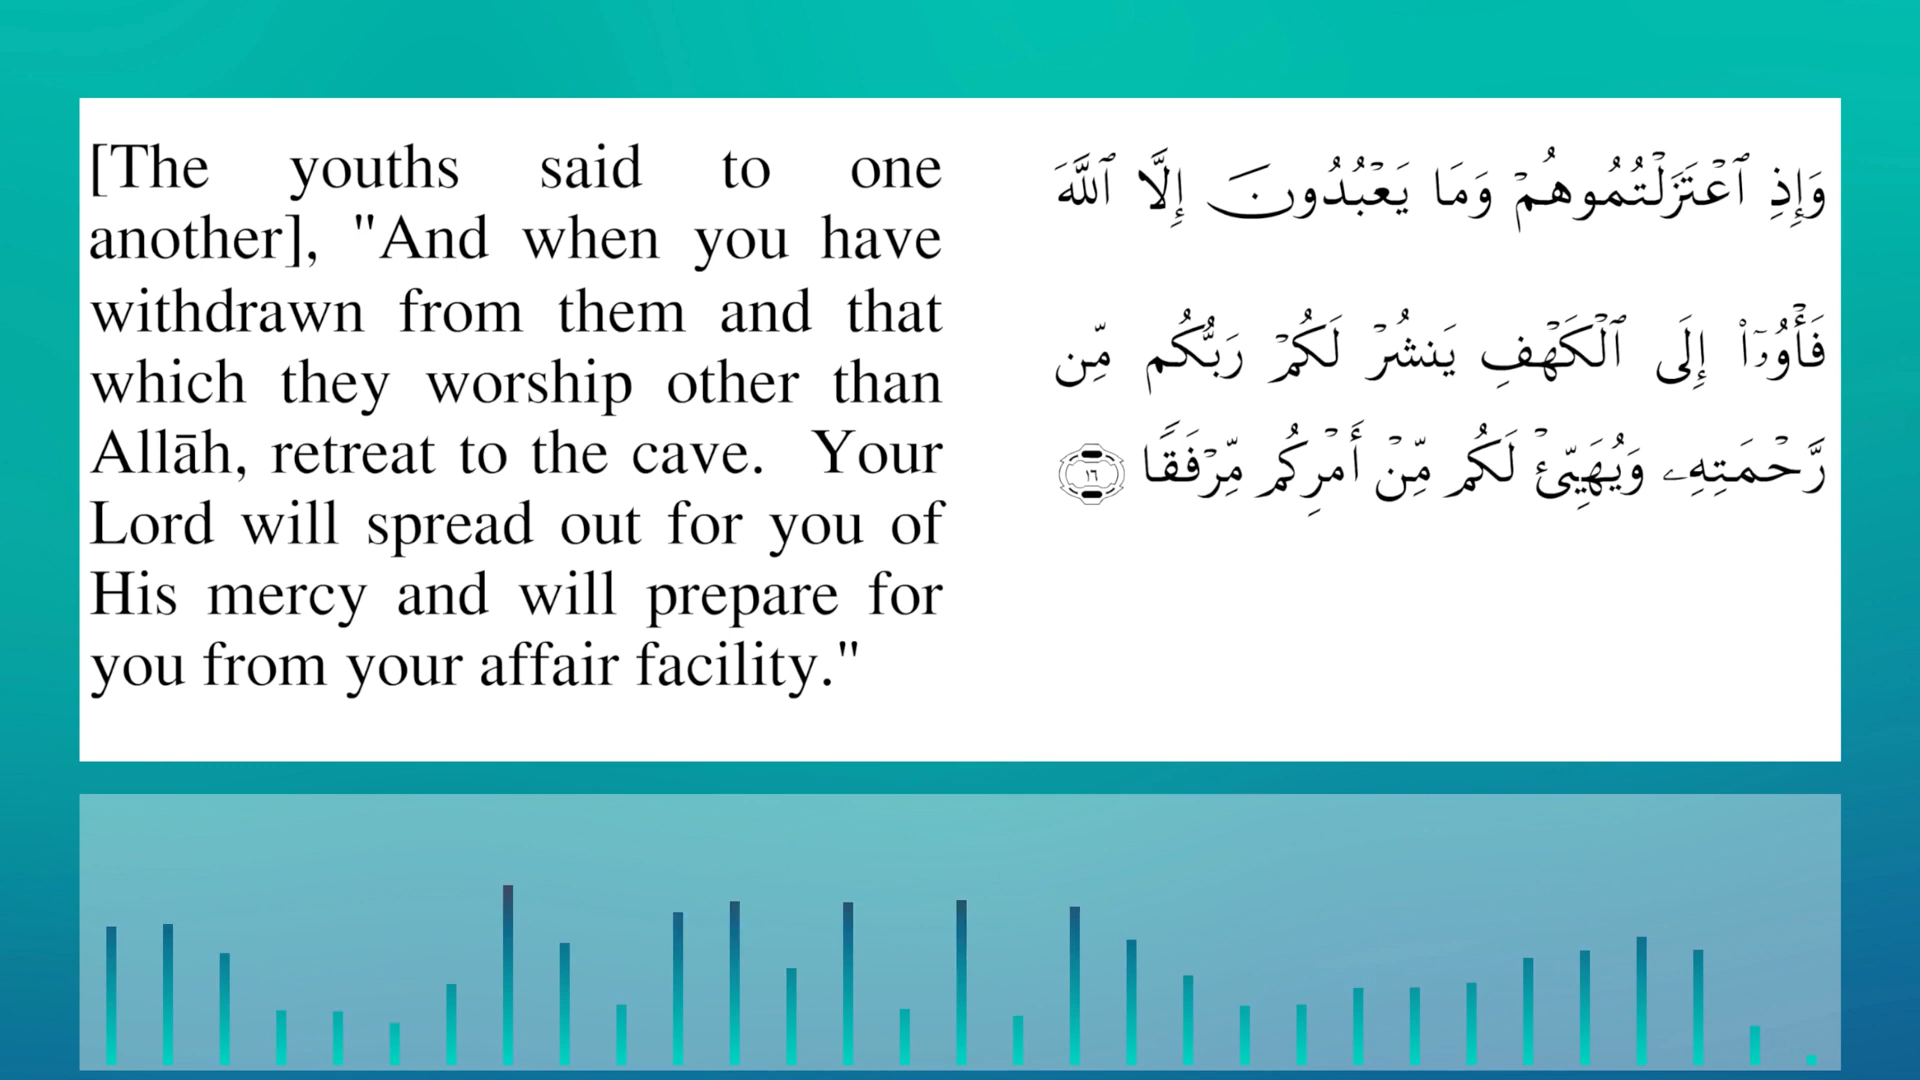 [The youths said to one
another], "And when you have
withdrawn from them and that
which they worship other than
Allāh, retreat to the cave. Your
Lord will spread out for you of
His mercy and will prepare for
you from your affair facility."
وَإِذِ ٱعْتَزَلْتُمُوهُمْ وَمَا يَعْبُدُونَ إِلَّا ٱللَّهَ
فَأْوُۥٓا۟ إِلَى ٱلْكَهْفِ يَنشُرْ لَكُمْ رَبُّكُم مِّن
رَّحْمَتِهِۦ وَيُهَيِّئْ لَكُم مِّنْ أَمْرِكُم مِّرْفَقًا ١٦